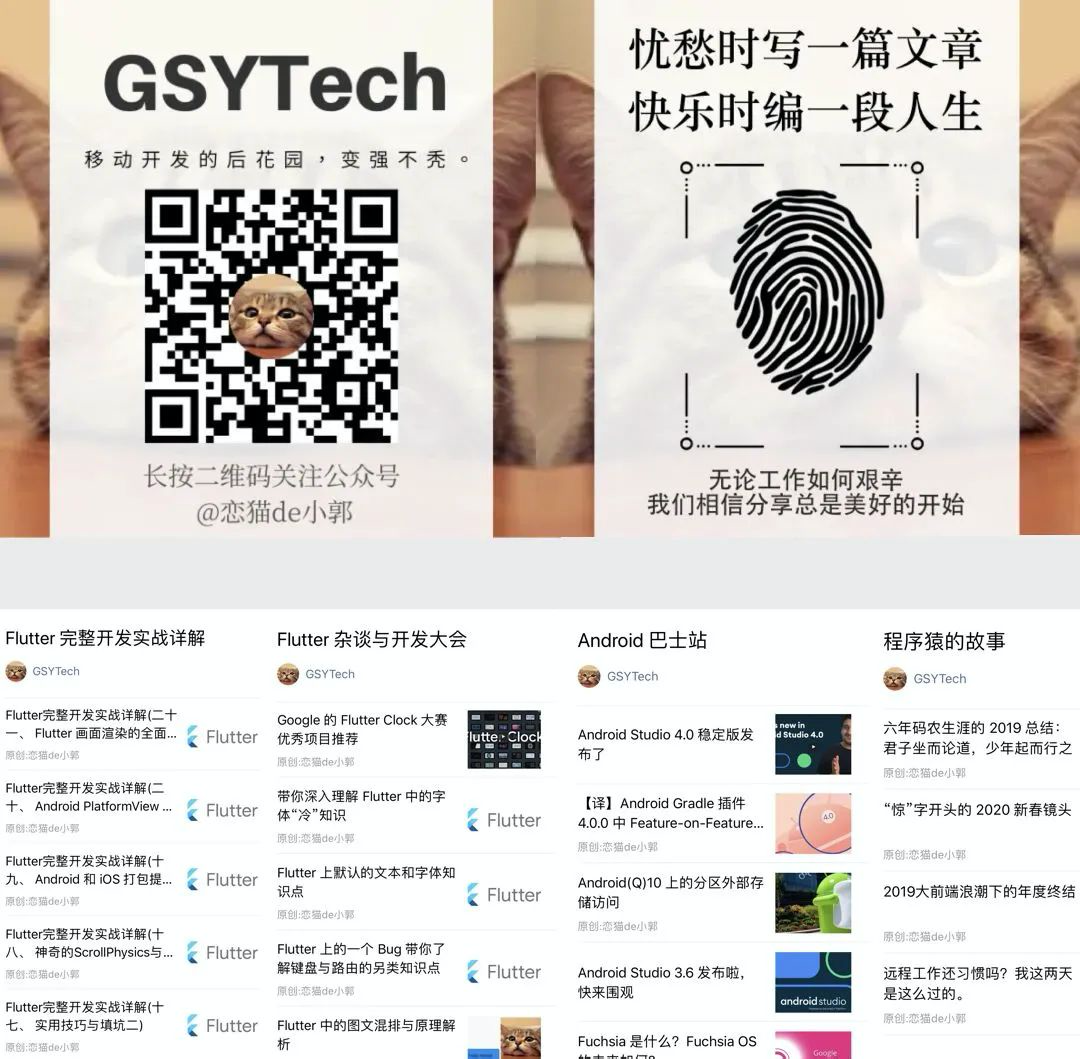 GSYTech
移动开发的后花园，变强不秃。
长按二维码关注公众号
@恋猫de小郭
忧愁时写一篇文章
快乐时编一段人生
无论工作如何艰辛
我们相信分享总是美好的开始
Flutter 完整开发实战详解
GSYTech
Flutter完整开发实战详解(二十
一、 Flutter 画面渲染的全面...
原创:恋猫de小郭
Flutter
Flutter完整开发实战详解(二
十、 Android PlatformView ...
原创:恋猫de小郭
Flutter
Flutter完整开发实战详解(十
九、 Android 和 iOS 打包提...
原创:恋猫de小郭
Flutter
Flutter完整开发实战详解(十
八、 神奇的ScrollPhysics与...
原创:恋猫de小郭
Flutter
Flutter完整开发实战详解(十
七、 实用技巧与填坑二)
原创:恋猫de小郭
Flutter
Flutter 杂谈与开发大会
GSYTech
Google 的 Flutter Clock 大赛
优秀项目推荐
原创:恋猫de小郭
Clock
带你深入理解 Flutter 中的字
体“冷”知识
原创:恋猫de小郭
Flutter
Flutter 上默认的文本和字体知
识点
原创:恋猫de小郭
Flutter
Flutter 上的一个 Bug 带你了
解键盘与路由的另类知识点
原创:恋猫de小郭
Flutter
Flutter 中的图文混排与原理解
析
Android 巴士站
GSYTech
Android Studio 4.0 稳定版发
布了
s new in
d Studio 4.0
【译】Android Gradle 插件
4.0.0 中 Feature-on-Feature...
原创:恋猫de小郭
4.0
Android(Q)10 上的分区外部存
储访问
原创:恋猫de小郭
Android Studio 3.6 发布啦，
快来围观
androidstudio
Fuchsia 是什么？Fuchsia OS
Google
程序猿的故事
GSYTech
六年码农生涯的 2019 总结：
君子坐而论道，少年起而行之
原创:恋猫de小郭
“惊”字开头的 2020 新春镜头
原创:恋猫de小郭
2019大前端浪潮下的年度终结
原创:恋猫de小郭
远程工作还习惯吗？我这两天
是这么过的。
原创:恋猫de小郭